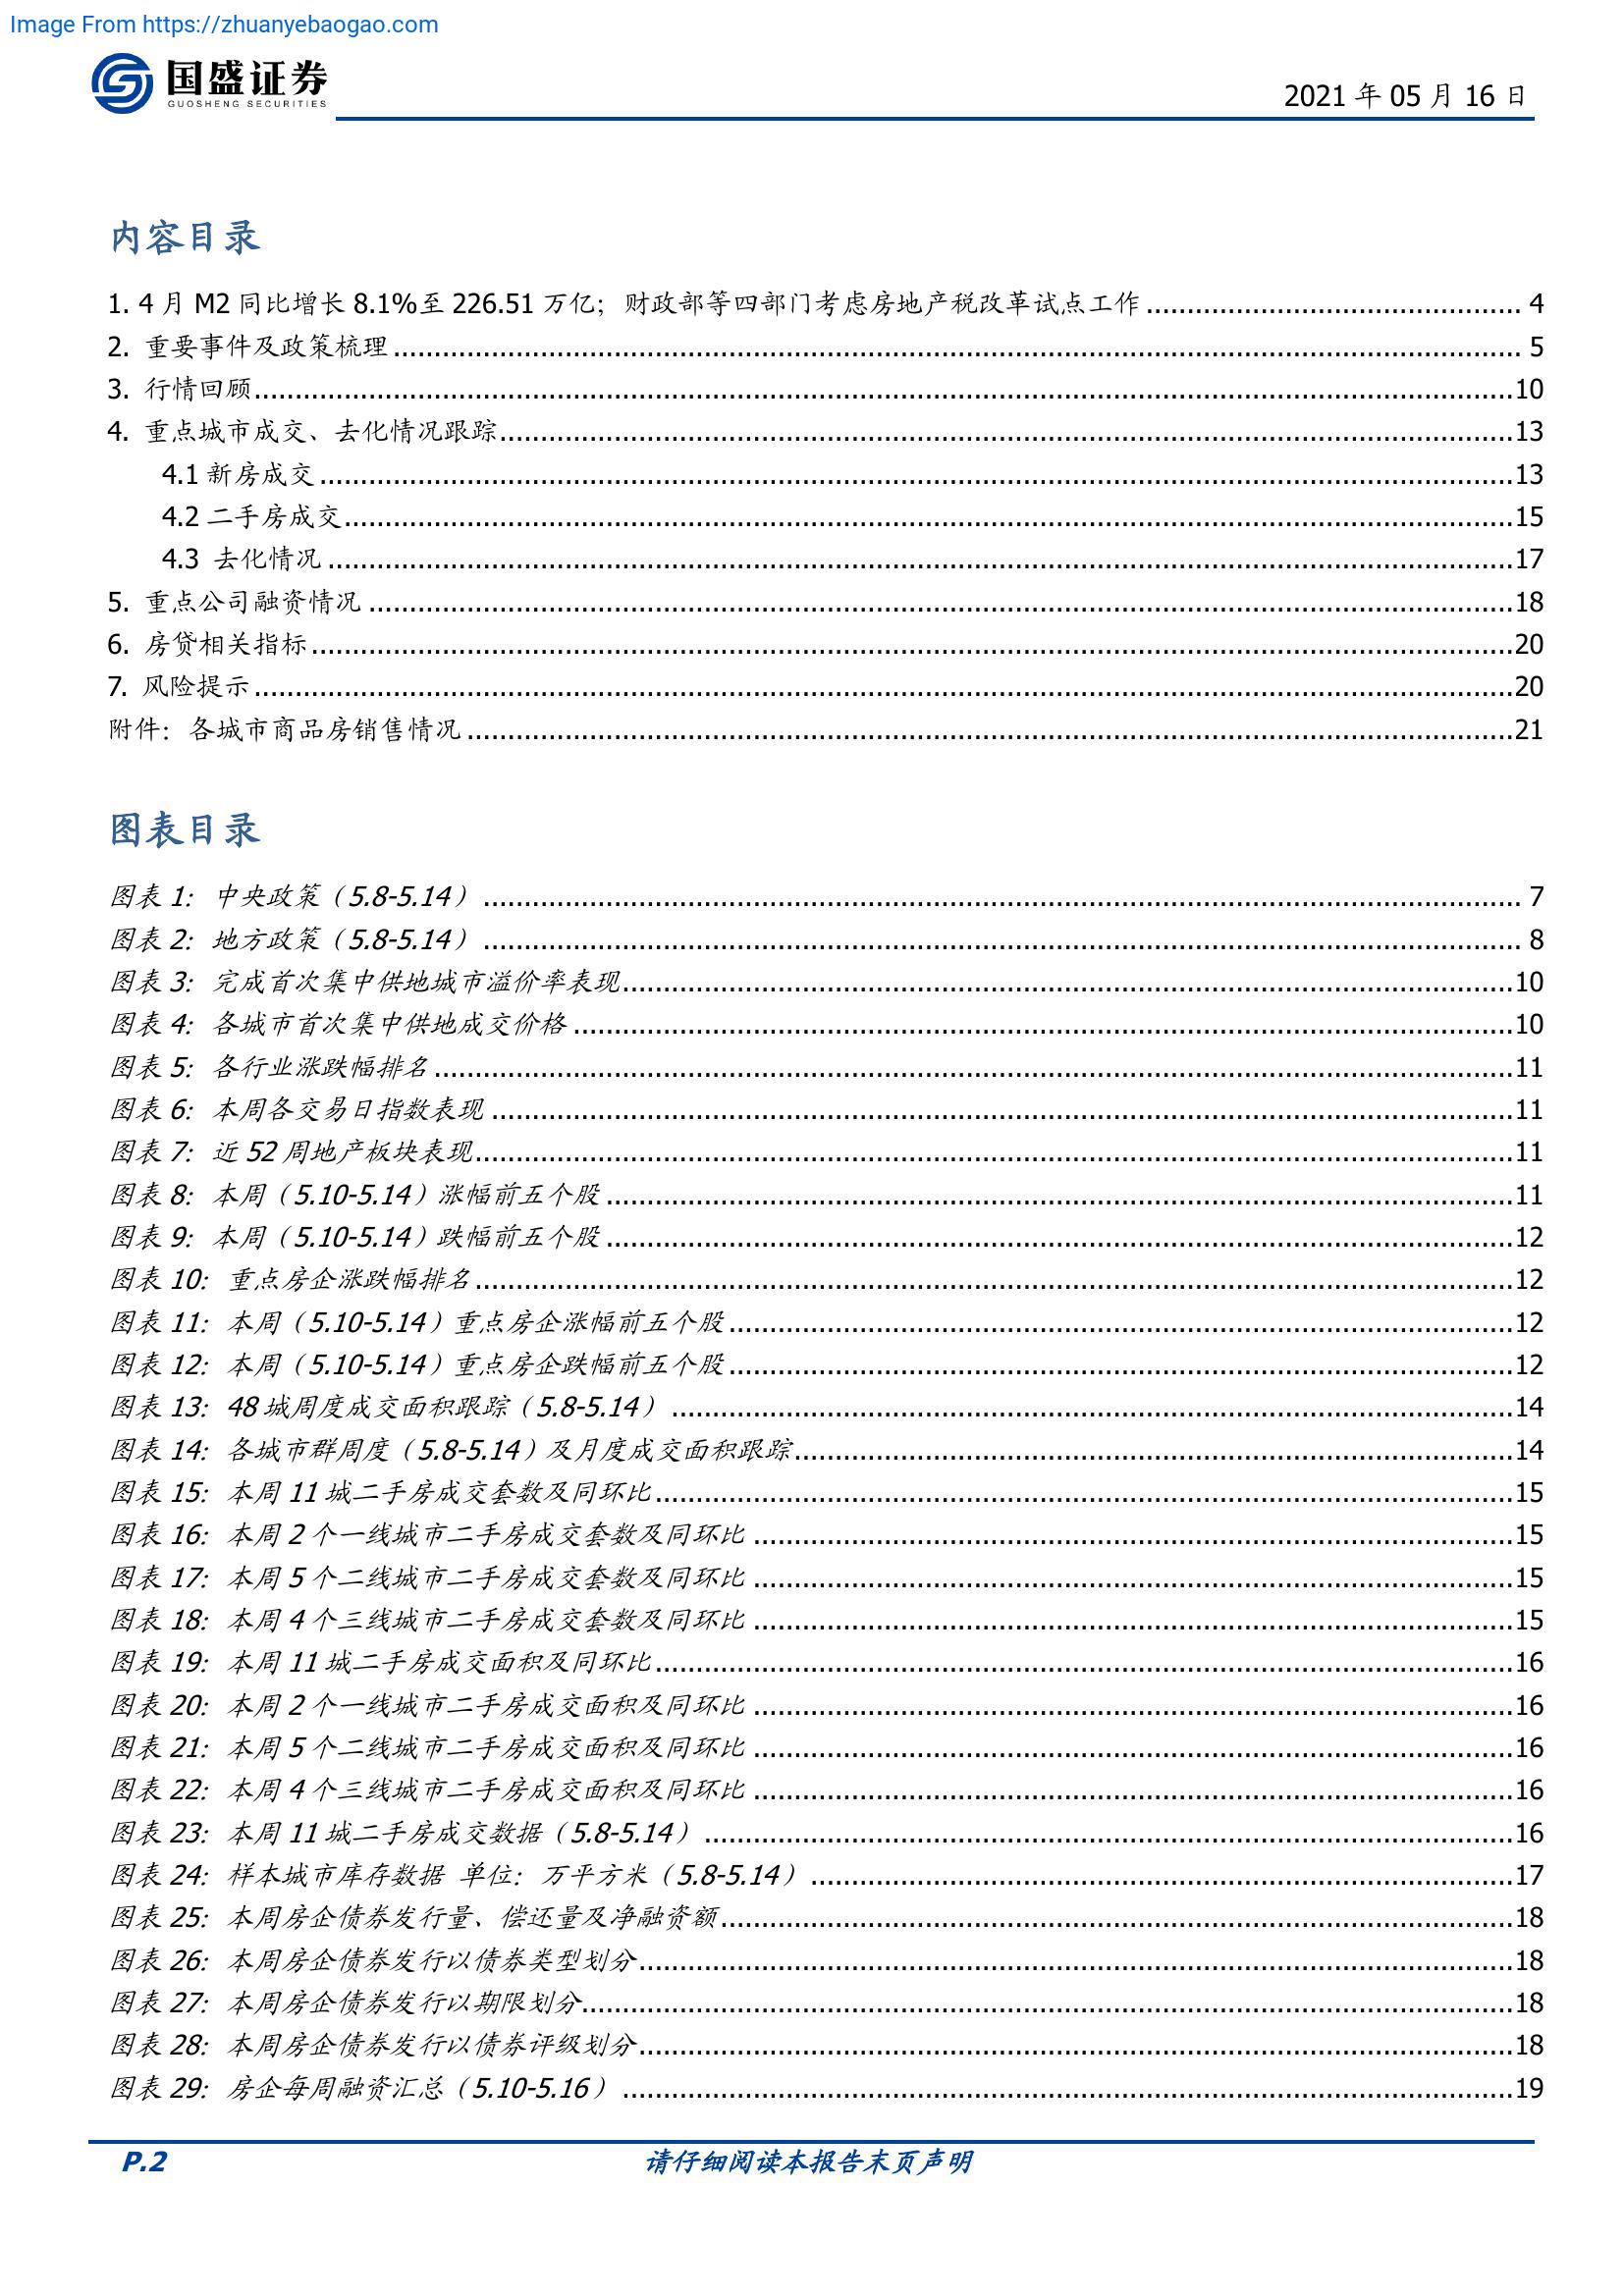 Image From https://zhuanyebaogao.com
国盛证券
GUOSHENG SECURITIES
2021 年 05 月 16 日
内容目录
1. 4 月 M2 同比增长 8.1%至 226.51 万亿；财政部等四部门考虑房地产税改革试点工作 ............................................. 4
2. 重要事件及政策梳理 ............................................. 5
3. 行情回顾 ............................................. 10
4. 重点城市成交、去化情况跟踪 ............................................. 13
4.1 新房成交 ............................................. 13
4.2 二手房成交 ............................................. 15
4.3 去化情况 ............................................. 17
5. 重点公司融资情况 ............................................. 18
6. 房贷相关指标 ............................................. 20
7. 风险提示 ............................................. 20
附件：各城市商品房销售情况 ............................................. 21
图表目录
图表 1：中央政策（5.8-5.14） ............................................. 7
图表 2：地方政策（5.8-5.14） ............................................. 8
图表 3：完成首次集中供地城市溢价率表现 ............................................. 10
图表 4：各城市首次集中供地成交价格 ............................................. 10
图表 5：各行业涨跌幅排名 ............................................. 11
图表 6：本周各交易日指数表现 ............................................. 11
图表 7：近 52 周地产板块表现 ............................................. 11
图表 8：本周（5.10-5.14）涨幅前五个股 ............................................. 11
图表 9：本周（5.10-5.14）跌幅前五个股 ............................................. 12
图表 10：重点房企涨跌幅排名 ............................................. 12
图表 11：本周（5.10-5.14）重点房企涨幅前五个股 ............................................. 12
图表 12：本周（5.10-5.14）重点房企跌幅前五个股 ............................................. 12
图表 13：48 城周度成交面积跟踪（5.8-5.14） ............................................. 14
图表 14：各城市群周度（5.8-5.14）及月度成交面积跟踪 ............................................. 14
图表 15：本周 11 城二手房成交套数及同环比 ............................................. 15
图表 16：本周 2 个一线城市二手房成交套数及同环比 ............................................. 15
图表 17：本周 5 个二线城市二手房成交套数及同环比 ............................................. 15
图表 18：本周 4 个三线城市二手房成交套数及同环比 ............................................. 15
图表 19：本周 11 城二手房成交面积及同环比 ............................................. 16
图表 20：本周 2 个一线城市二手房成交面积及同环比 ............................................. 16
图表 21：本周 5 个二线城市二手房成交面积及同环比 ............................................. 16
图表 22：本周 4 个三线城市二手房成交面积及同环比 ............................................. 16
图表 23：本周 11 城二手房成交数据（5.8-5.14） ............................................. 16
图表 24：样本城市库存数据 单位：万平方米（5.8-5.14） ............................................. 17
图表 25：本周房企债券发行量、偿还量及净融资额 ............................................. 18
图表 26：本周房企债券发行以债券类型划分 ............................................. 18
图表 27：本周房企债券发行以期限划分 ............................................. 18
图表 28：本周房企债券发行以债券评级划分 ............................................. 18
图表 29：房企每周融资汇总（5.10-5.16） ............................................. 19
P.2 请仔细阅读本报告末页声明